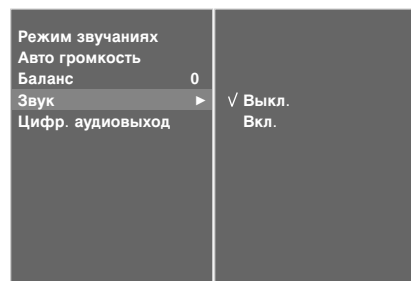 Режим звучаниях
Авто громкость
Баланс 0
Звук ►
Цифр. аудиовыход
√ Выкл.
Вкл.